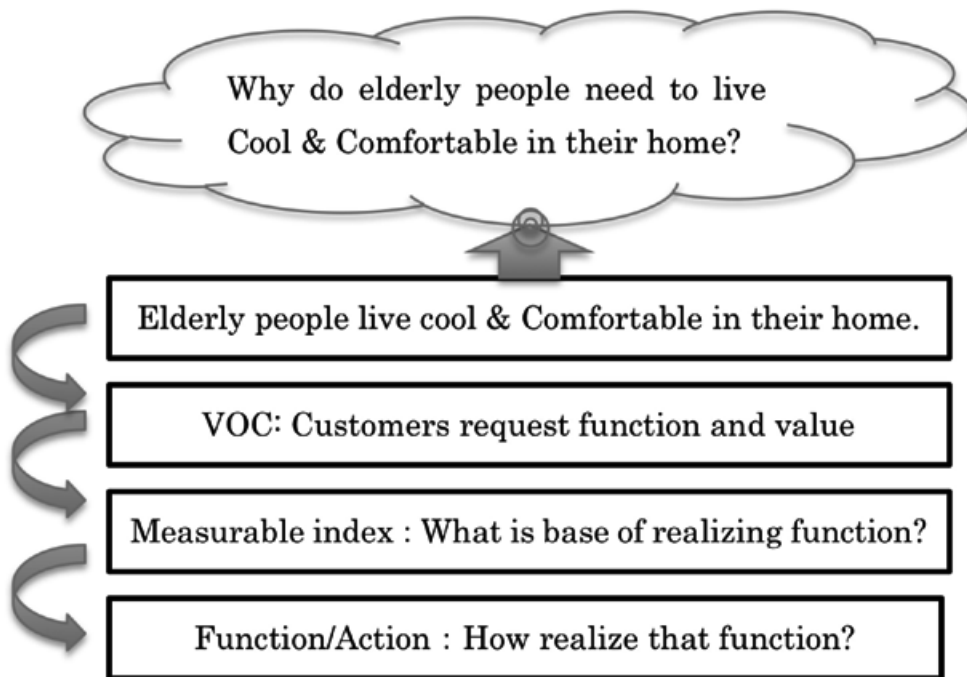 Why do elderly people need to live
Cool & Comfortable in their home?
Elderly people live cool & Comfortable in their home.
VOC: Customers request function and value
Measurable index : What is base of realizing function?
Function/Action : How realize that function?